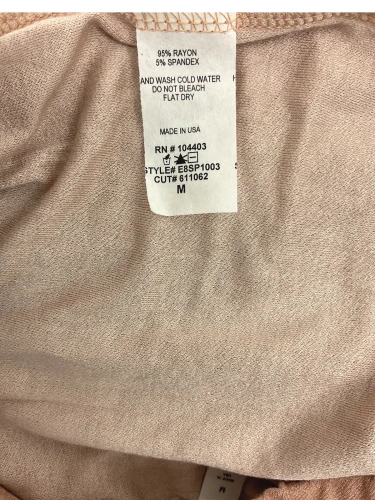 95% RAYON
5% SPANDEX
AND WASH COLD WATER
DO NOT BLEACH
FLAT DRY
MADE IN USA
RN # 104403
STYLE# E8SP1003
CUT# 611062
M
M